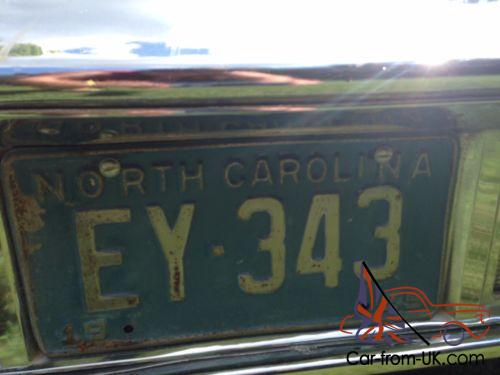 NORTH CAROLINA
EY·343
19
Car-from-UK.com